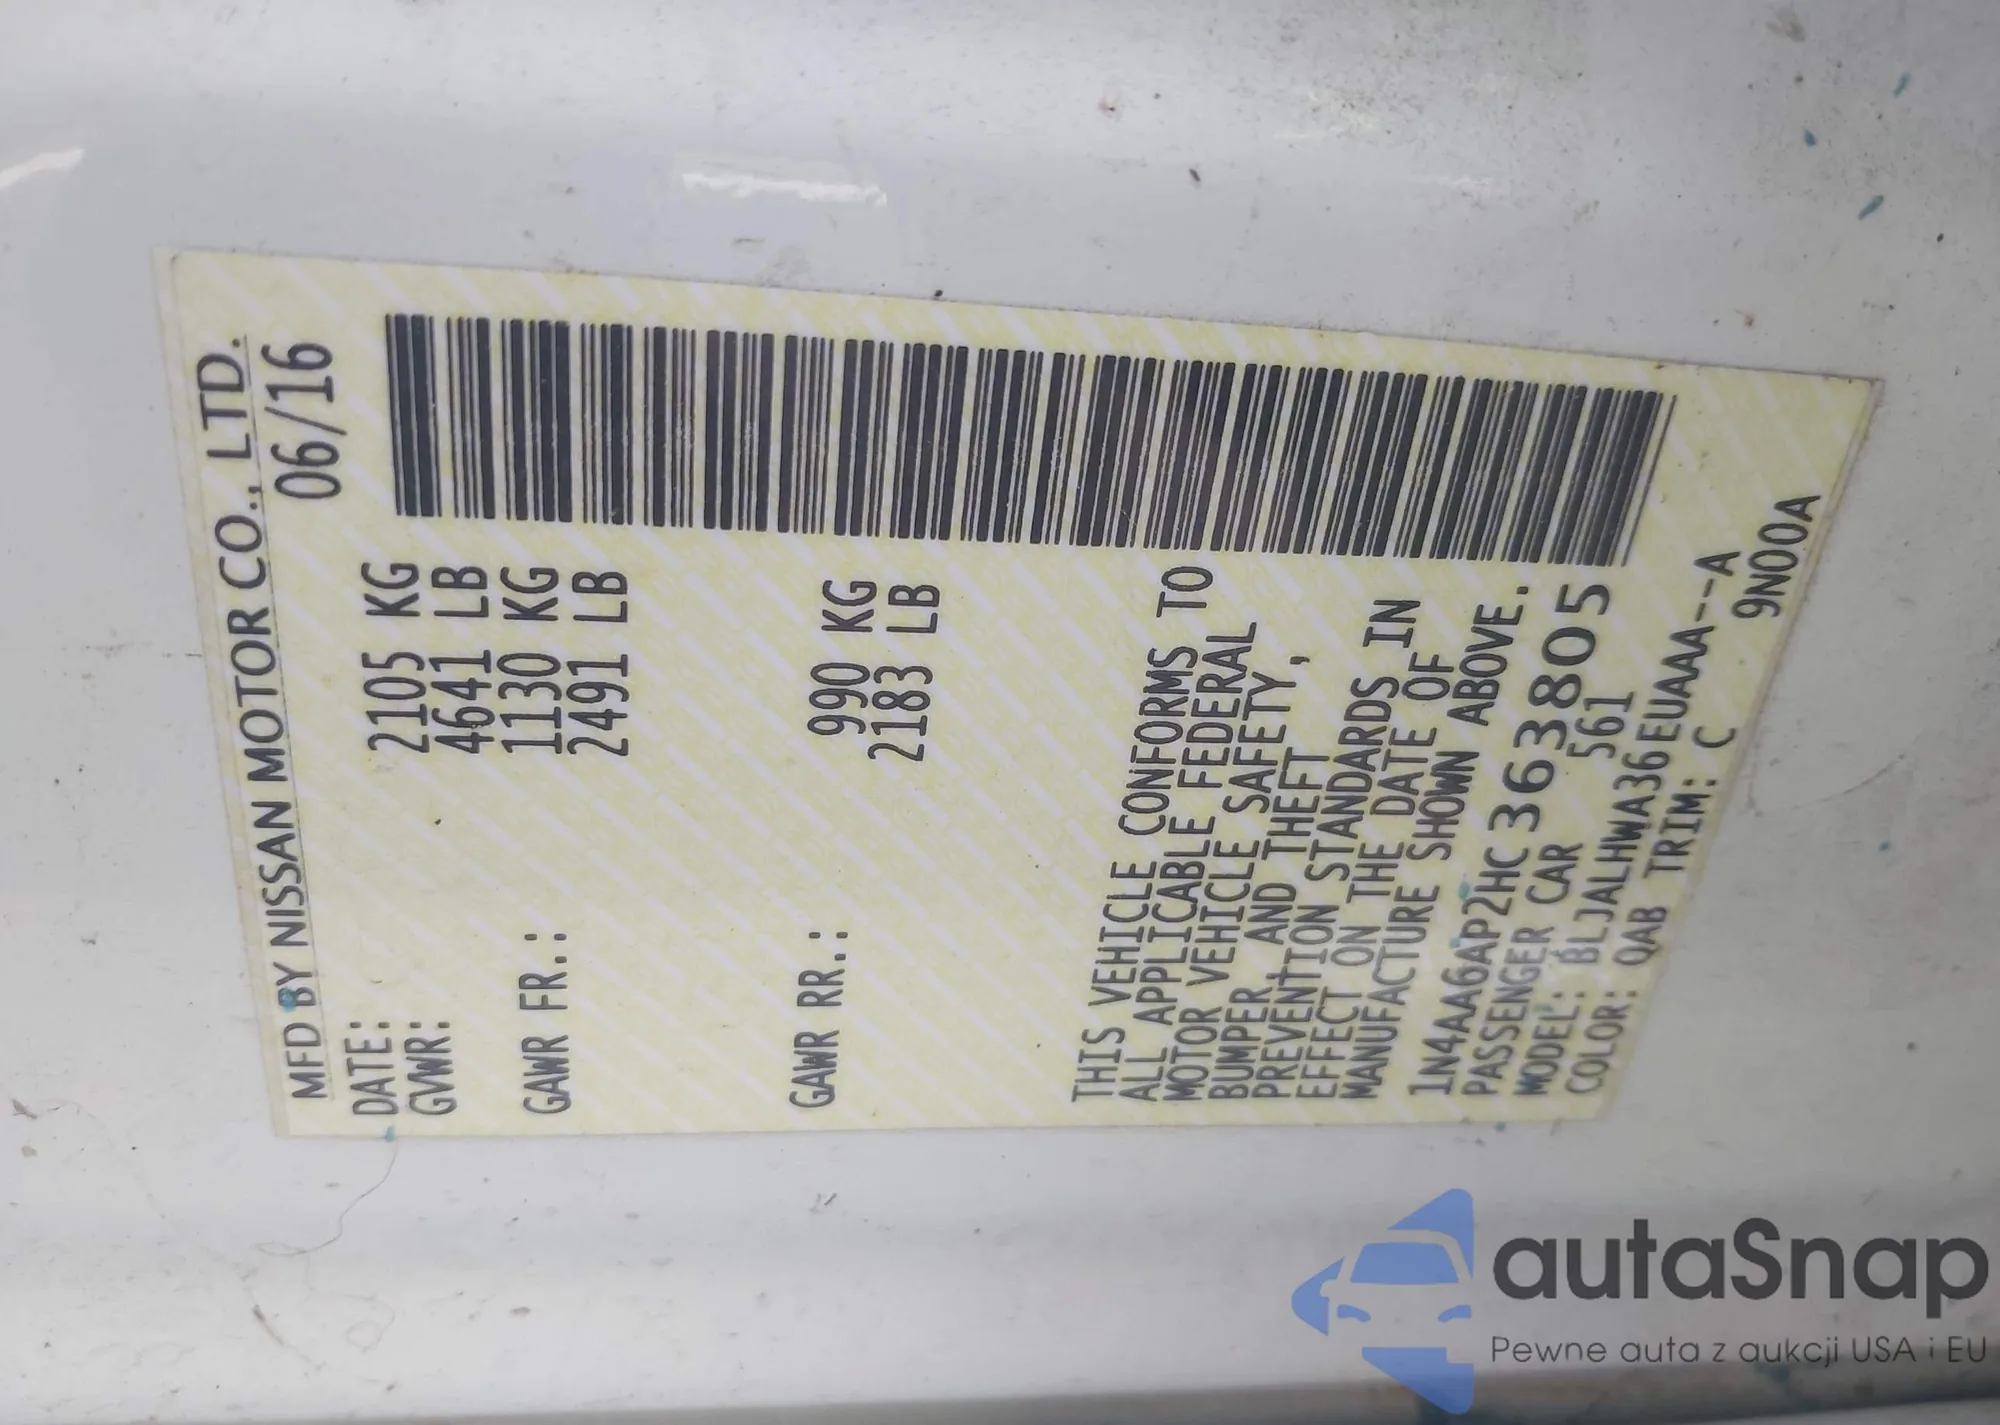 MFD BY NISSAN MOTOR CO., LTD.
DATE: 06/16
GVWR: 2105 KG
4641 LB
GAWR FR.: 1130 KG
2491 LB
GAWR RR.: 990 KG
2183 LB
THIS VEHICLE CONFORMS TO
ALL APPLICABLE FEDERAL
MOTOR VEHICLE SAFETY,
BUMPER, AND THEFT
PREVENTION STANDARDS IN
EFFECT ON THE DATE OF
MANUFACTURE SHOWN ABOVE.
1N4AA6AP2HC363805
PASSENGER CAR 561
MODEL: BLJALHWA36EUAAA--A
COLOR: QAB TRIM: C 9N00A
autaSnap
Pewne auta z aukcji USA i EU